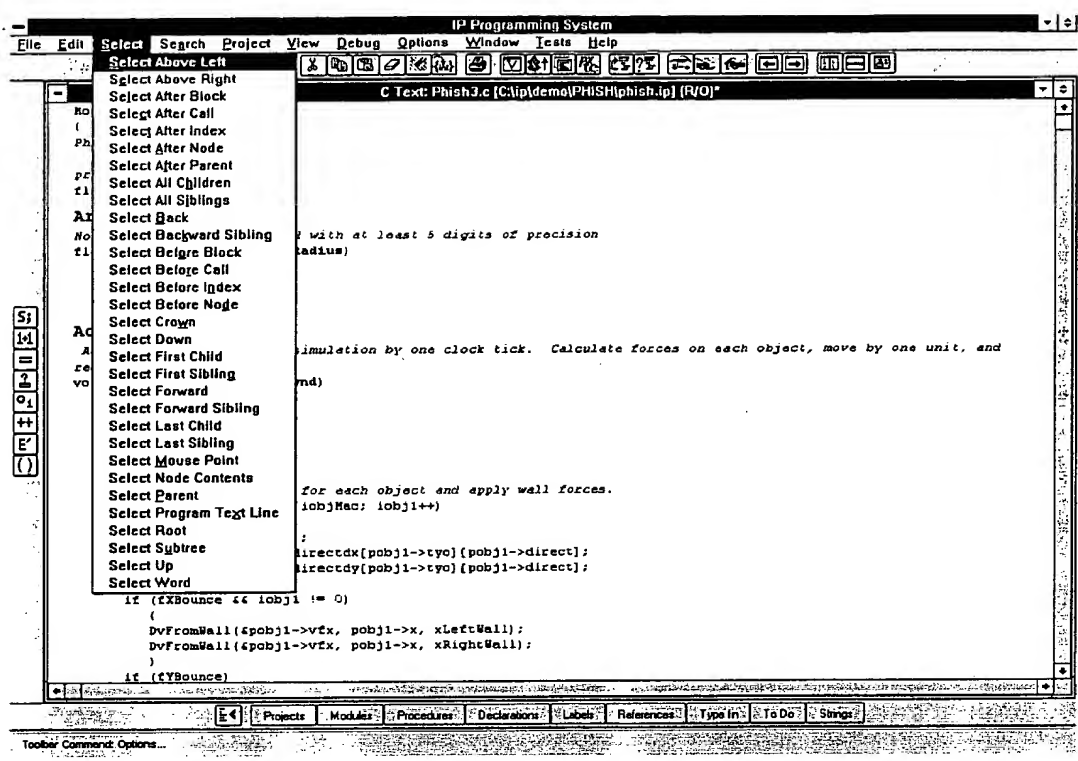 IP Programming System
File Edit Select Search Project View Debug Options Window Tests Help
Select Above Left
C Text: Phish3.c [C:\ip\demo\PHISH\phish.ip] (R/O)*
Select Above Right
Select After Block
Select After Call
Select After Index
Select After Node
Select After Parent
Select All Children
Select All Siblings
Select Back
Select Backward Sibling
Select Before Block
Select Before Call
Select Before Index
Select Before Node
Select Crown
Select Down
Select First Child
Select First Sibling
Select Forward
Select Forward Sibling
Select Last Child
Select Last Sibling
Select Mouse Point
Select Node Contents
Select Parent
Select Program Text Line
Select Root
Select Subtree
Select Up
Select Word
with at least 5 digits of precision
adius)
simulation by one clock tick. Calculate forces on each object, move by one unit, and
for each object and apply wall forces.
iobjMac; iobj1++)
;
irectdx[pobj1->tyo][pobj1->direct];
irectdy[pobj1->tyo][pobj1->direct];
if (fXBounce && iobj1 != 0)
(
DvFromWall(&pobj1->vfx, pobj1->x, xLeftWall);
DvFromWall(&pobj1->vfx, pobj1->x, xRightWall);
)
if (fYBounce)
Projects Modules Procedures Declarations Labels References Type In To Do Strings
Toolbar Command: Options...